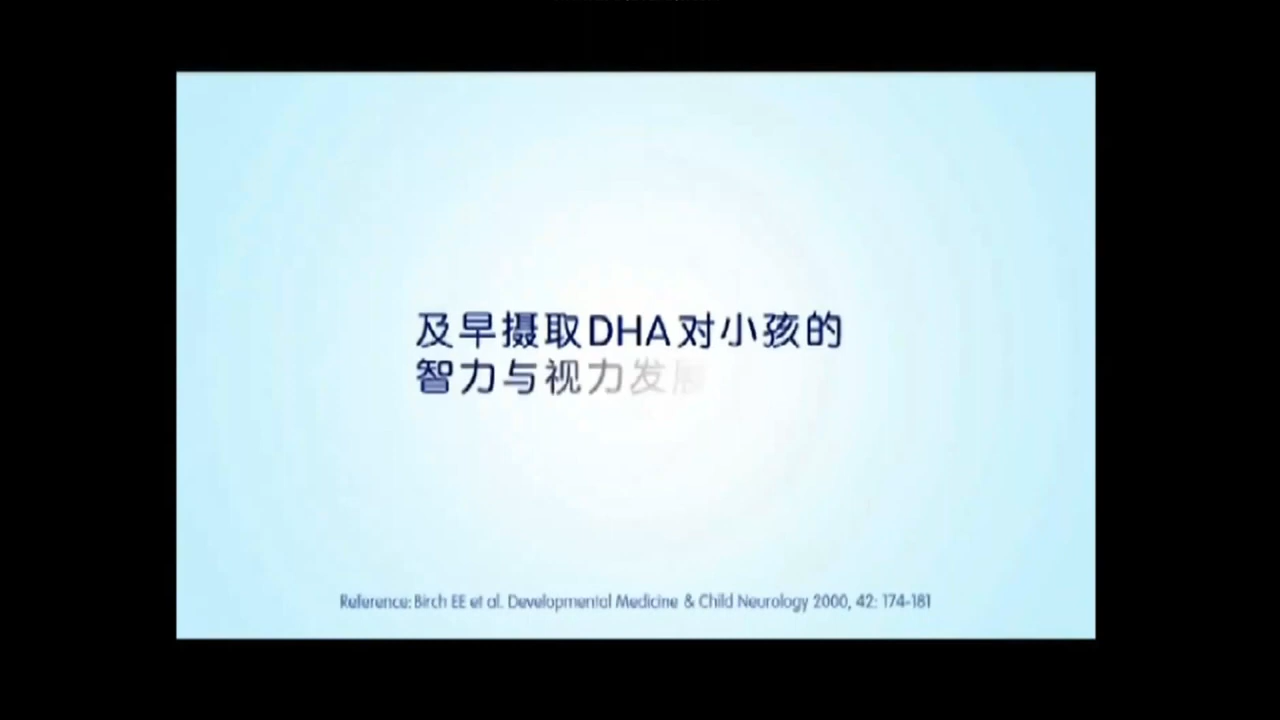 及早摄取DHA对小孩的
智力与视力发展
Reference: Birch EE et al. Developmental Medicine & Child Neurology 2000, 42: 174-181